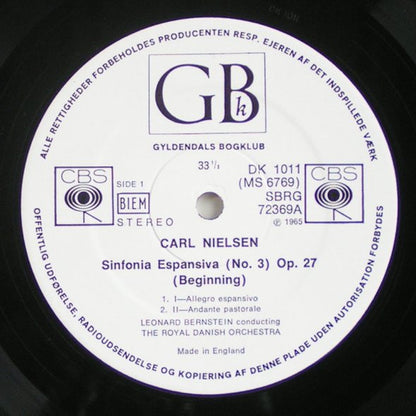 ALLE RETTIGHEDER FORBEHOLDES PRODUCENTEN RESP. EJEREN AF DET INDSPILLEDE VÆRK
GBk
GYLDENDALS BOGKLUB
33⅓
DK 1011
(MS 6769)
SBRG
72369A
℗ 1965
CBS
SIDE 1
BIEM
STEREO
CBS
CARL NIELSEN
Sinfonia Espansiva (No. 3) Op. 27
(Beginning)
1. I—Allegro espansivo
2. II—Andante pastorale
LEONARD BERNSTEIN conducting
THE ROYAL DANISH ORCHESTRA
Made in England
OFFENTLIG UDFØRELSE, RADIOUDSENDELSE OG KOPIERING AF DENNE PLADE UDEN AUTORISATION FORBYDES